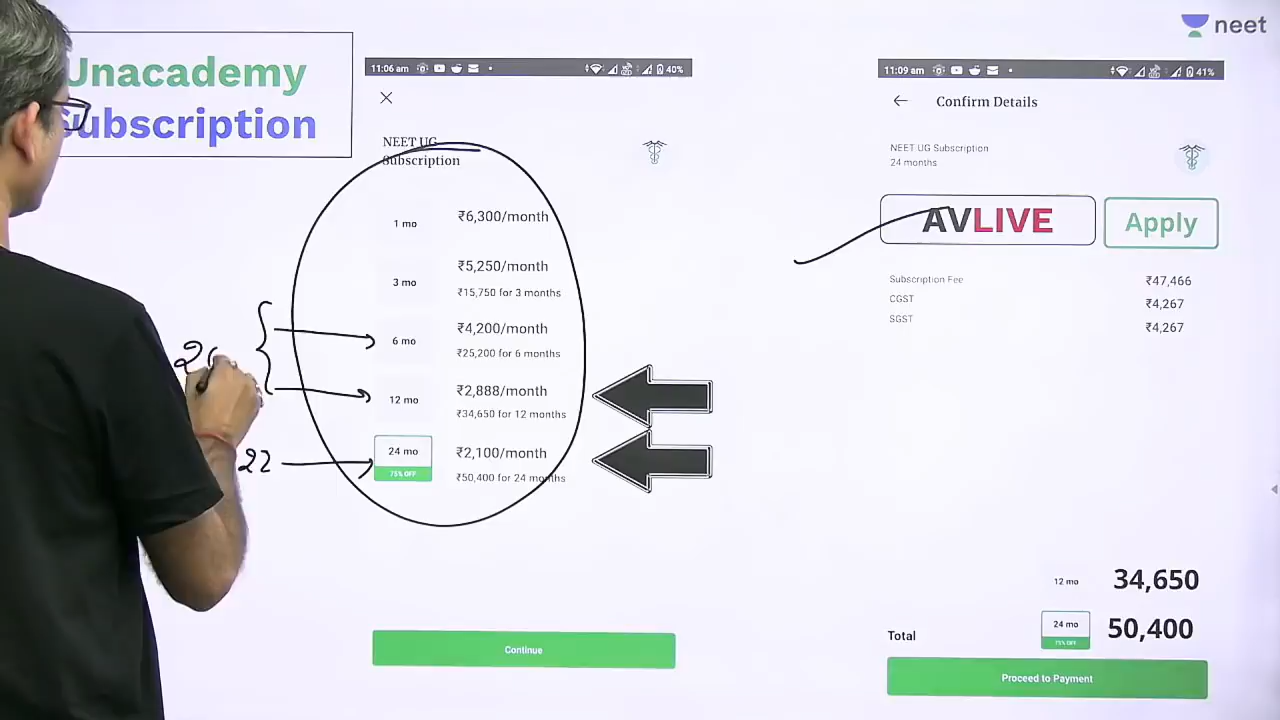 neet
Unacademy
Subscription
11:06 am
40%
NEET UG
Subscription
1 mo
₹6,300/month
3 mo
₹5,250/month
₹15,750 for 3 months
6 mo
₹4,200/month
₹25,200 for 6 months
12 mo
₹2,888/month
₹34,650 for 12 months
24 mo
75% OFF
₹2,100/month
₹50,400 for 24 months
22
Continue
11:09 am
41%
Confirm Details
NEET UG Subscription
24 months
AVLIVE
Apply
Subscription Fee
₹47,466
CGST
₹4,267
SGST
₹4,267
12 mo
34,650
Total
24 mo
75% OFF
50,400
Proceed to Payment